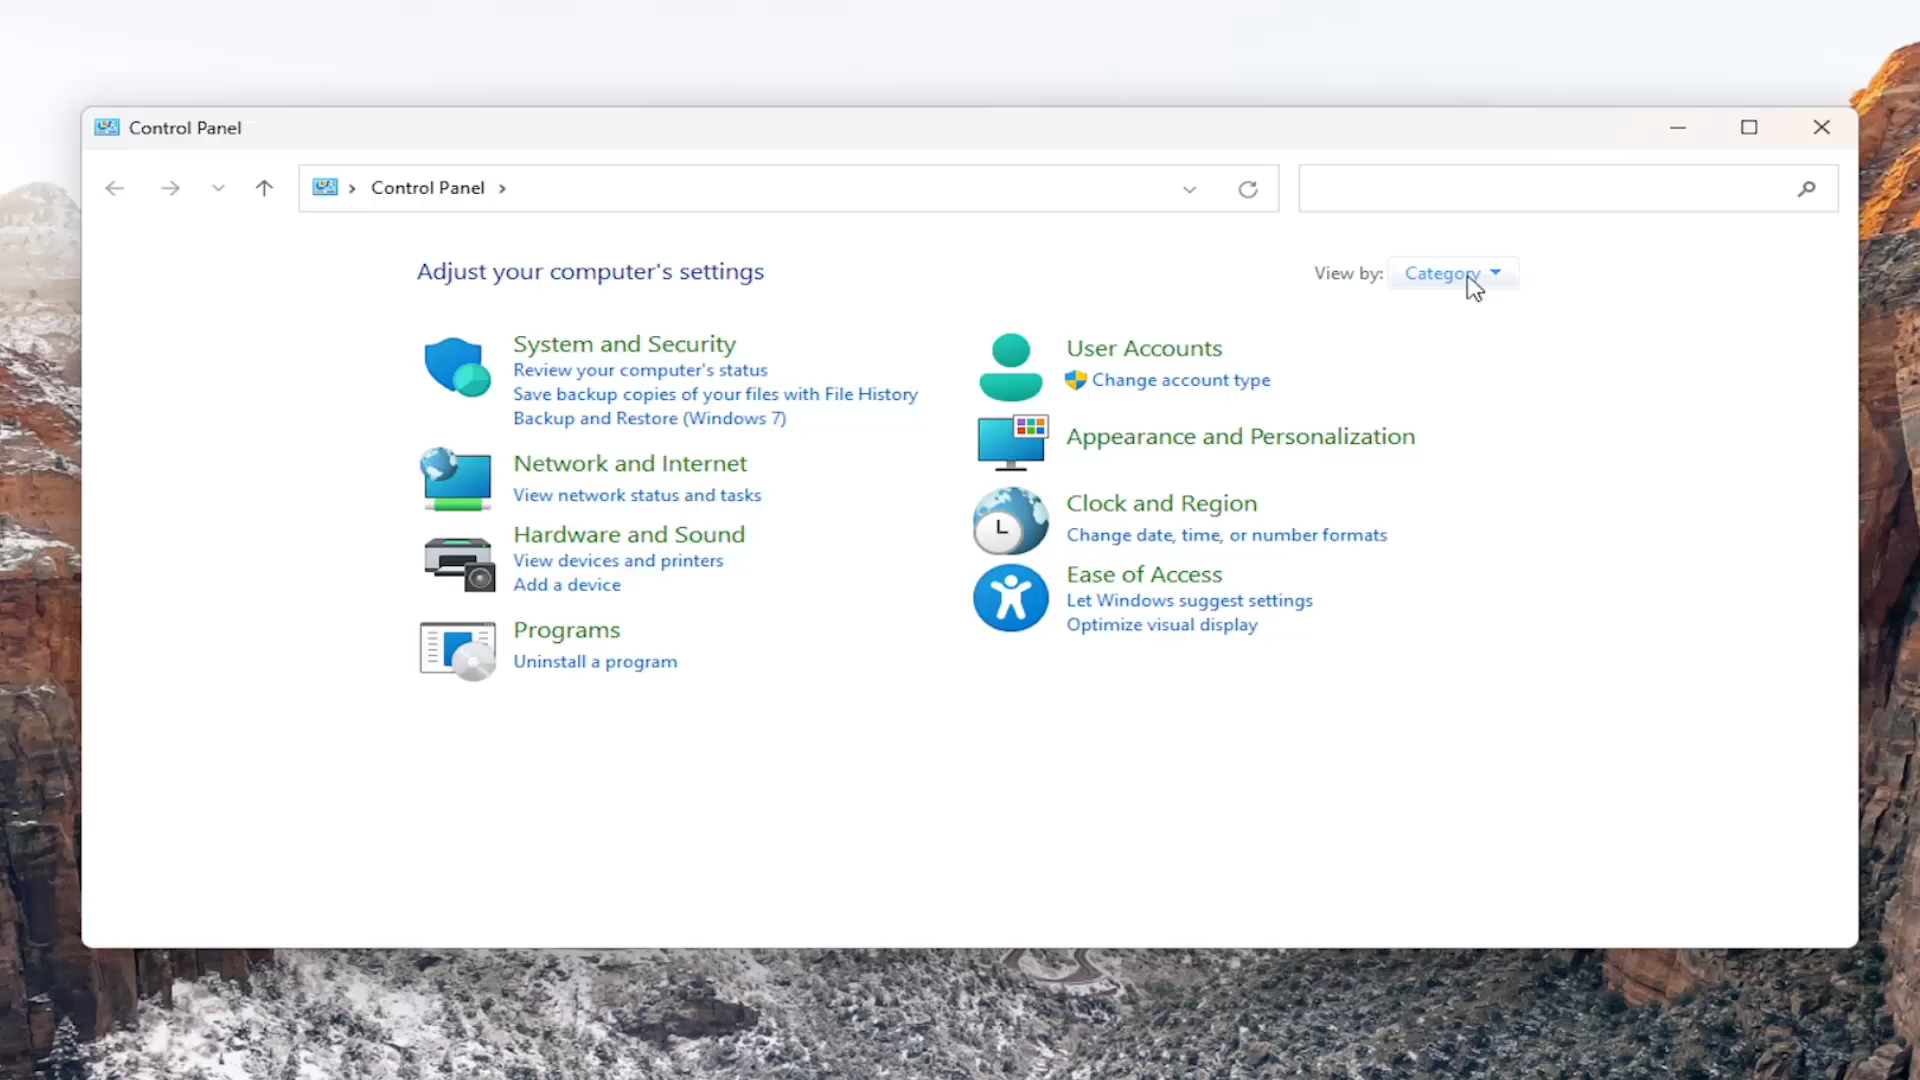 Control Panel
Control Panel
Adjust your computer's settings
View by: Category
System and Security
Review your computer's status
Save backup copies of your files with File History
Backup and Restore (Windows 7)
Network and Internet
View network status and tasks
Hardware and Sound
View devices and printers
Add a device
Programs
Uninstall a program
User Accounts
Change account type
Appearance and Personalization
Clock and Region
Change date, time, or number formats
Ease of Access
Let Windows suggest settings
Optimize visual display